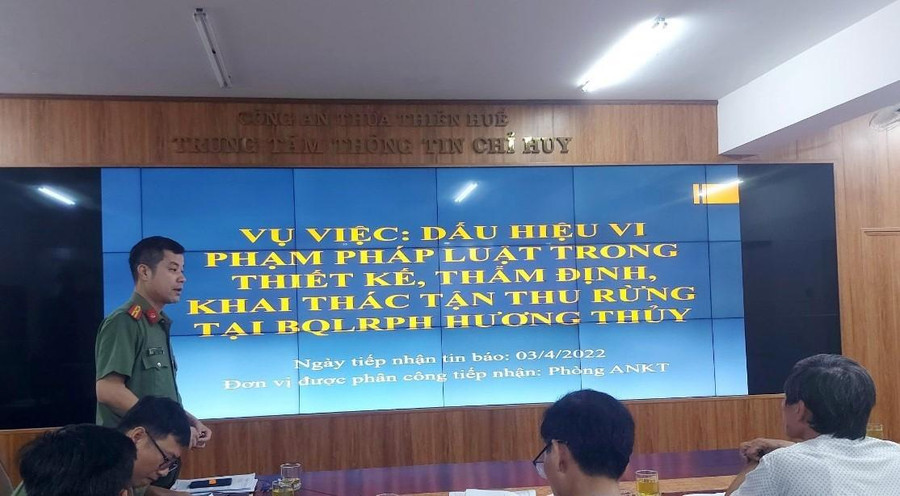 CÔNG AN THỪA THIÊN HUẾ
TRUNG TÂM THÔNG TIN CHỈ HUY
H
VỤ VIỆC: DẤU HIỆU VI
PHẠM PHÁP LUẬT TRONG
THIẾT KẾ, THẨM ĐỊNH,
KHAI THÁC TẬN THU RỪNG
TẠI BQLRPH HƯƠNG THỦY
Ngày tiếp nhận tin báo: 03/4/2022
Đơn vị được phân công tiếp nhận: Phòng ANKT